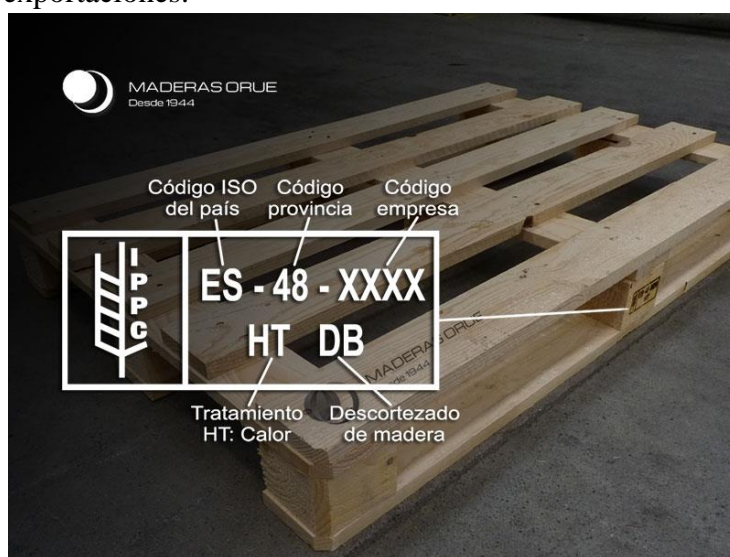 exportaciones.
MADERAS ORUE
Desde 1944
Código ISO
del país
Código
provincia
Código
empresa
IPPC
ES - 48 - XXXX
HT DB
MADERAS ORUE
Desde 1944
Tratamiento
HT: Calor
Descortezado
de madera